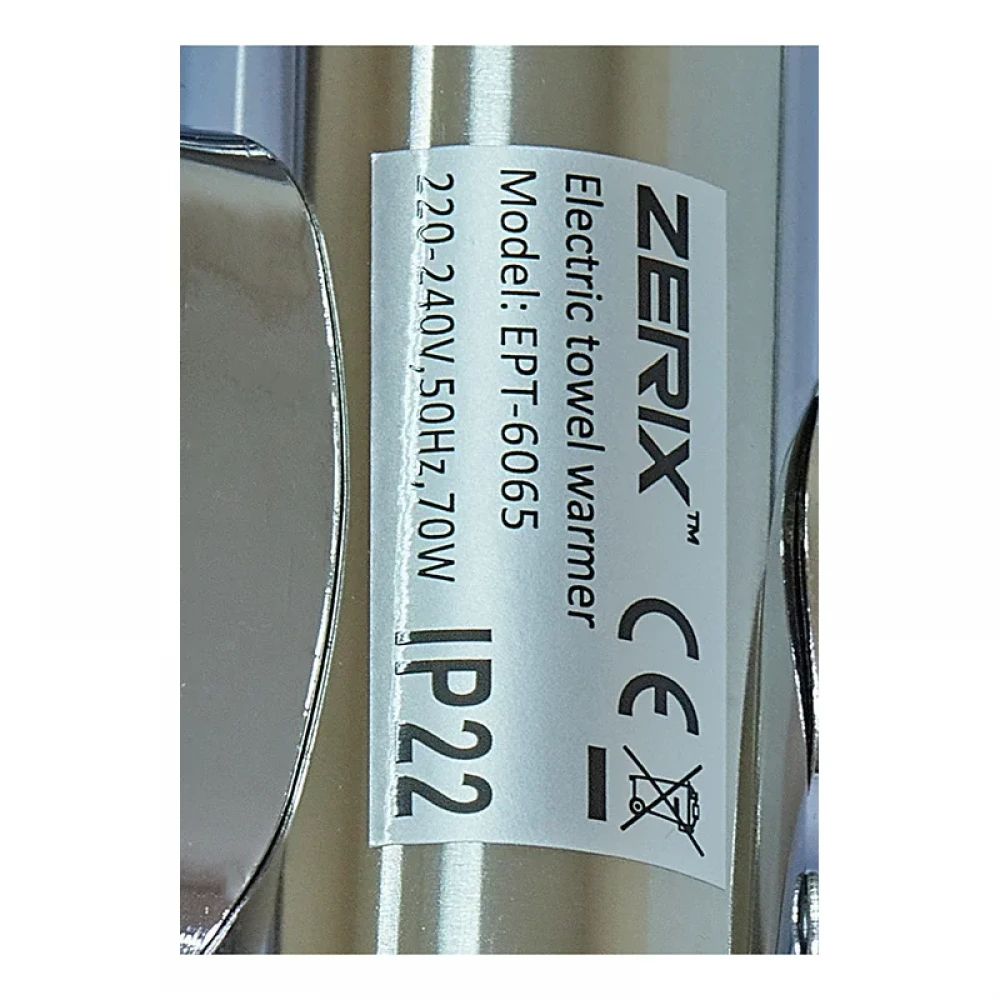 ZERIX™ CE
Electric towel warmer
Model: EPT-6065
220-240V,50Hz,70W
IP22